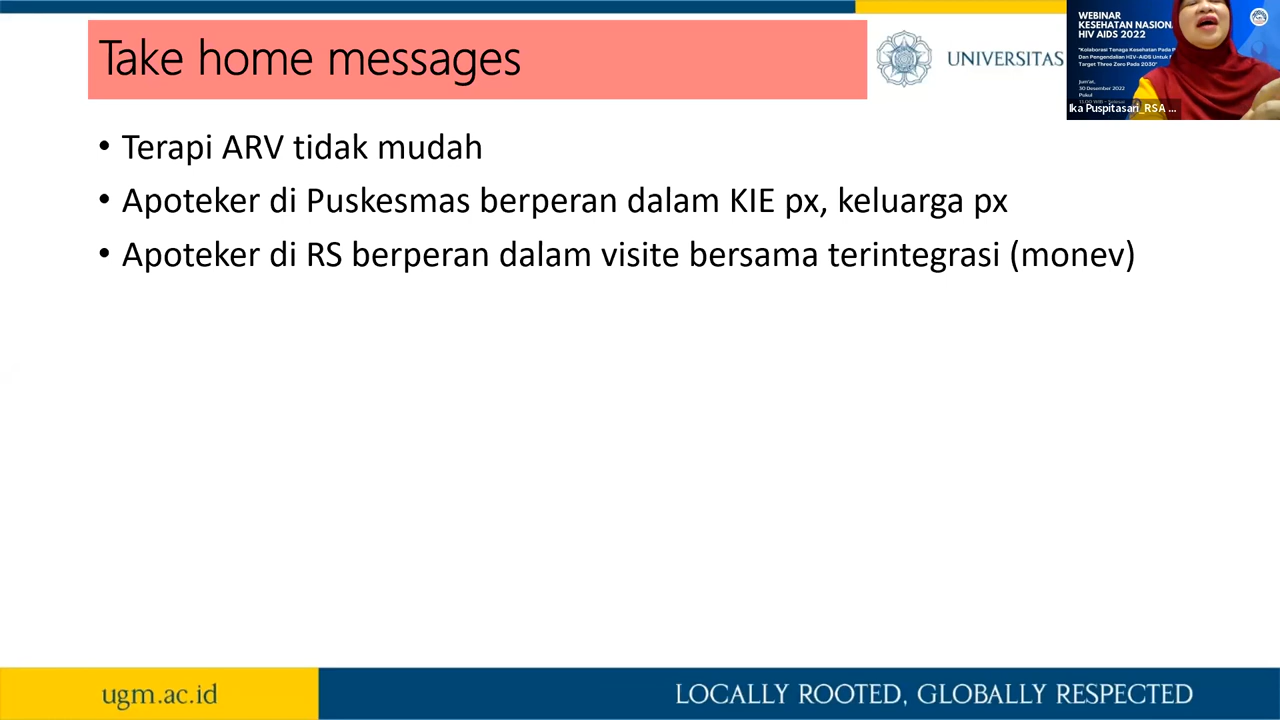 Take home messages
UNIVERSITAS
WEBINAR
KESEHATAN NASION
HIV AIDS 2022
"Kolaborasi Tenaga Kesehatan Pada P
Dan Pengendalian HIV-AIDS Untuk
Target Three Zero Pada 2030"
Jum'at,
30 Desember 2022
Pukul
Ika Puspitasari_RSA ...
• Terapi ARV tidak mudah
• Apoteker di Puskesmas berperan dalam KIE px, keluarga px
• Apoteker di RS berperan dalam visite bersama terintegrasi (monev)
ugm.ac.id
LOCALLY ROOTED, GLOBALLY RESPECTED